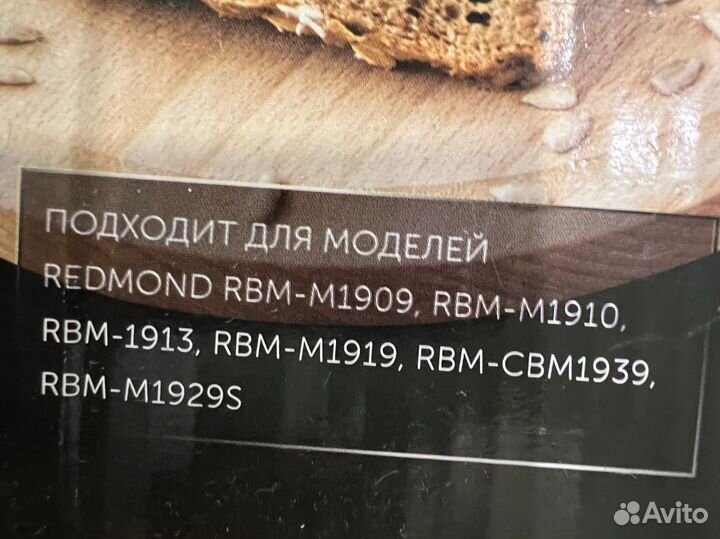 ПОДХОДИТ ДЛЯ МОДЕЛЕЙ
REDMOND RBM-M1909, RBM-M1910,
RBM-1913, RBM-M1919, RBM-CBM1939,
RBM-M1929S
Avito